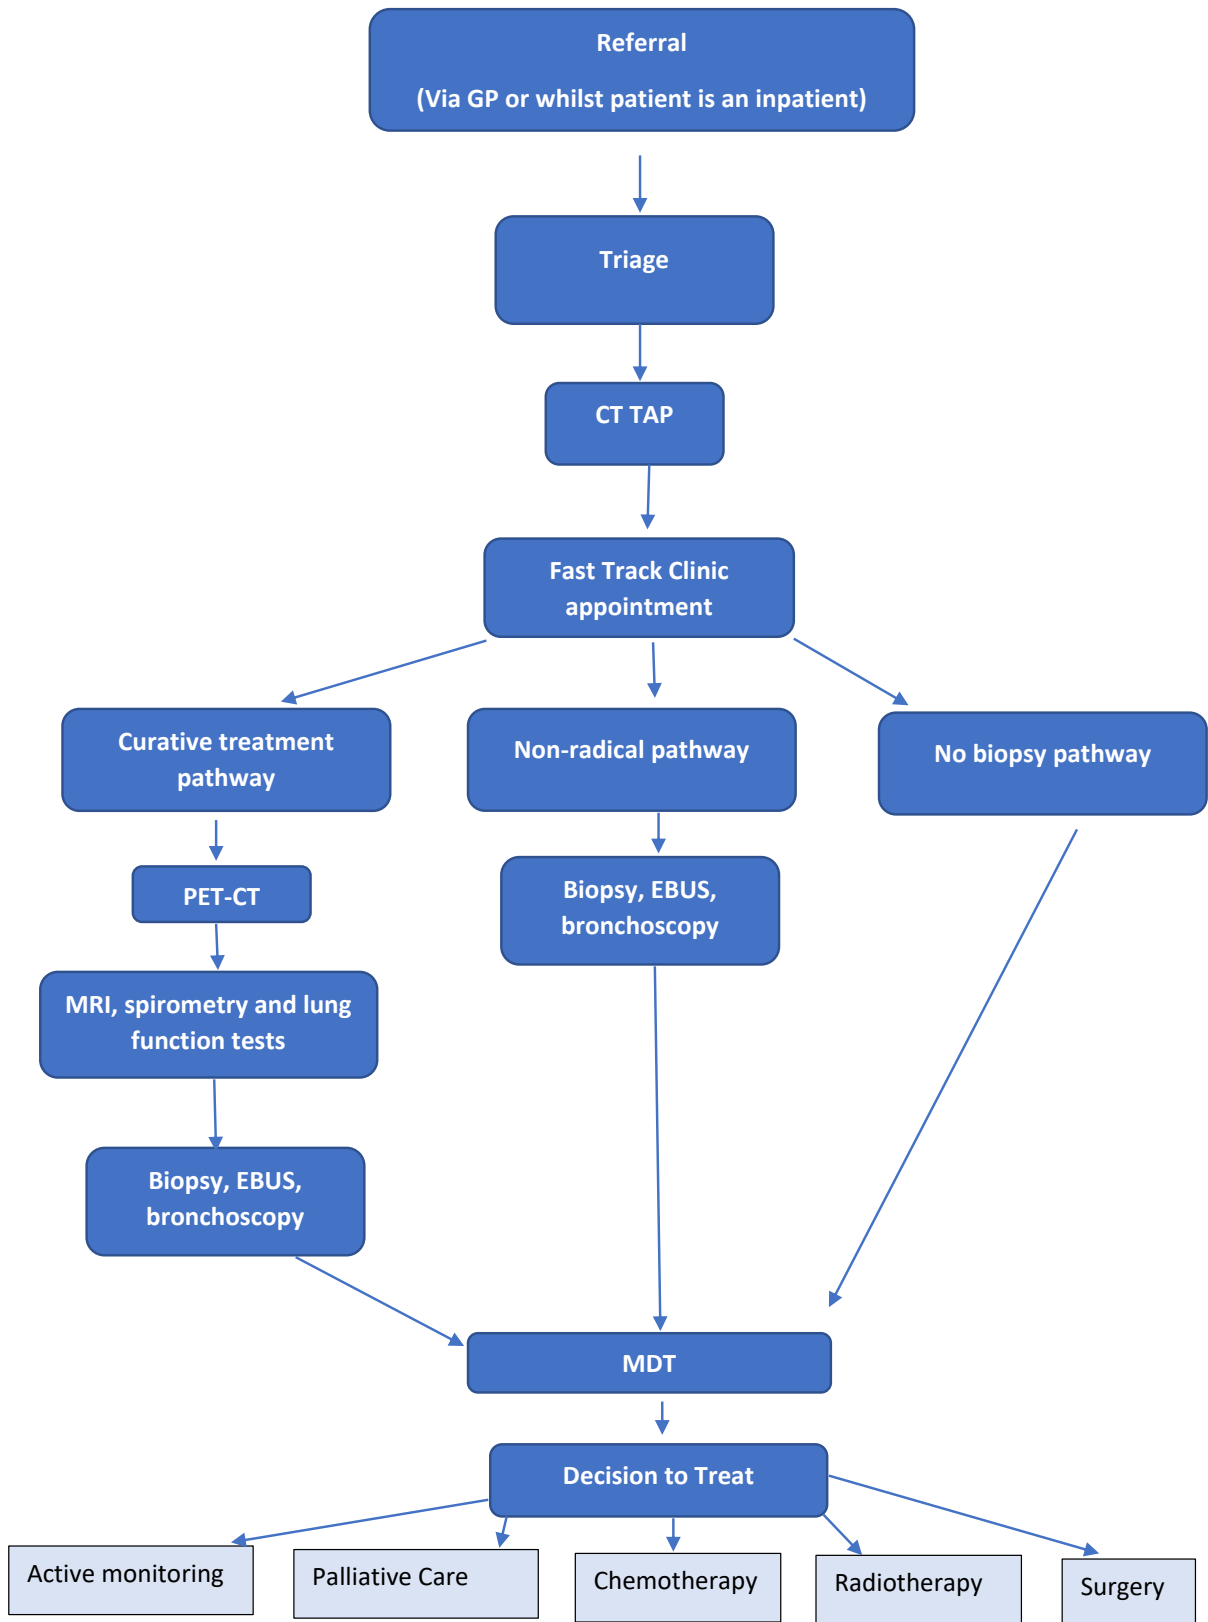 Referral
(Via GP or whilst patient is an inpatient)
Triage
CT TAP
Fast Track Clinic
appointment
Curative treatment
pathway
Non-radical pathway
No biopsy pathway
PET-CT
Biopsy, EBUS,
bronchoscopy
MRI, spirometry and lung
function tests
Biopsy, EBUS,
bronchoscopy
MDT
Decision to Treat
Active monitoring
Palliative Care
Chemotherapy
Radiotherapy
Surgery